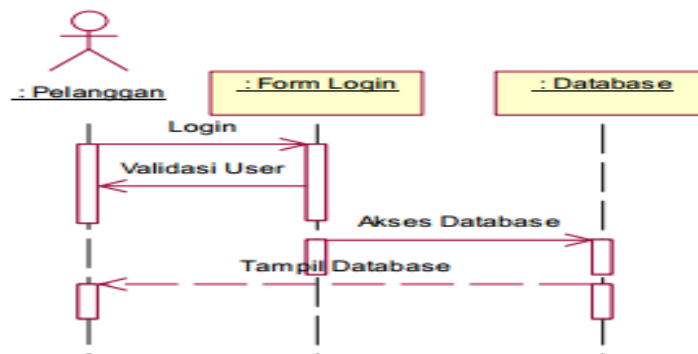 : Pelanggan
: Form Login
: Database
Login
Validasi User
Akses Database
Tampil Database